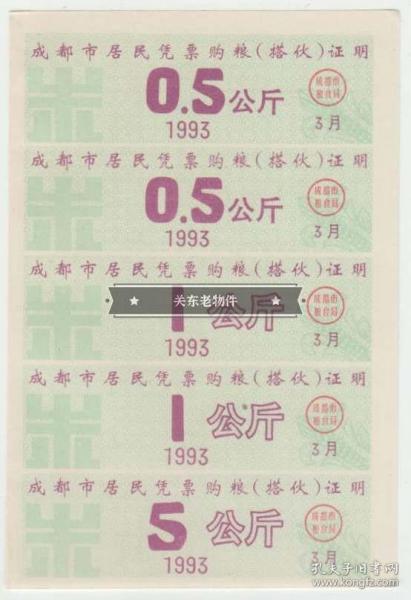 成都市居民凭票购粮(搭伙)证明
0.5公斤
成都市
粮食局
1993
3月
成都市居民凭票购粮(搭伙)证明
0.5公斤
成都市
粮食局
1993
3月
成都市居民凭票购粮(搭伙)证明
1公斤
成都市
粮食局
★ 关东老物件 ★
1993
3月
成都市居民凭票购粮(搭伙)证明
1公斤
成都市
粮食局
1993
3月
成都市居民凭票购粮(搭伙)证明
5公斤
成都市
粮食局
1993
3月
孔夫子旧书网